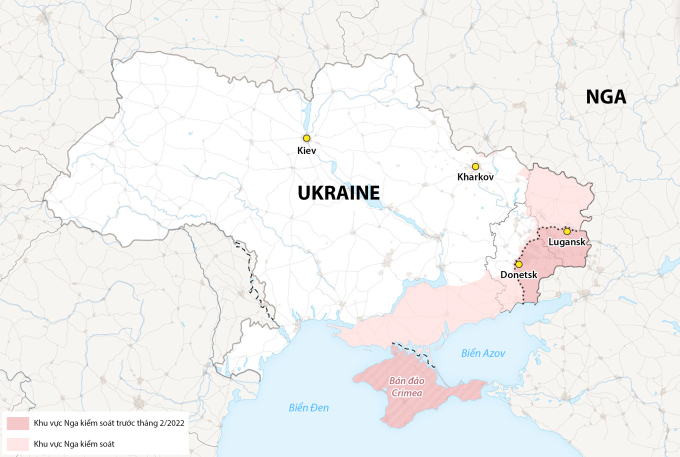 NGA
Kiev
Kharkov
UKRAINE
Lugansk
Donetsk
Biển Azov
Bán đảo
Crimea
Biển Đen
Khu vực Nga kiểm soát trước tháng 2/2022
Khu vực Nga kiểm soát